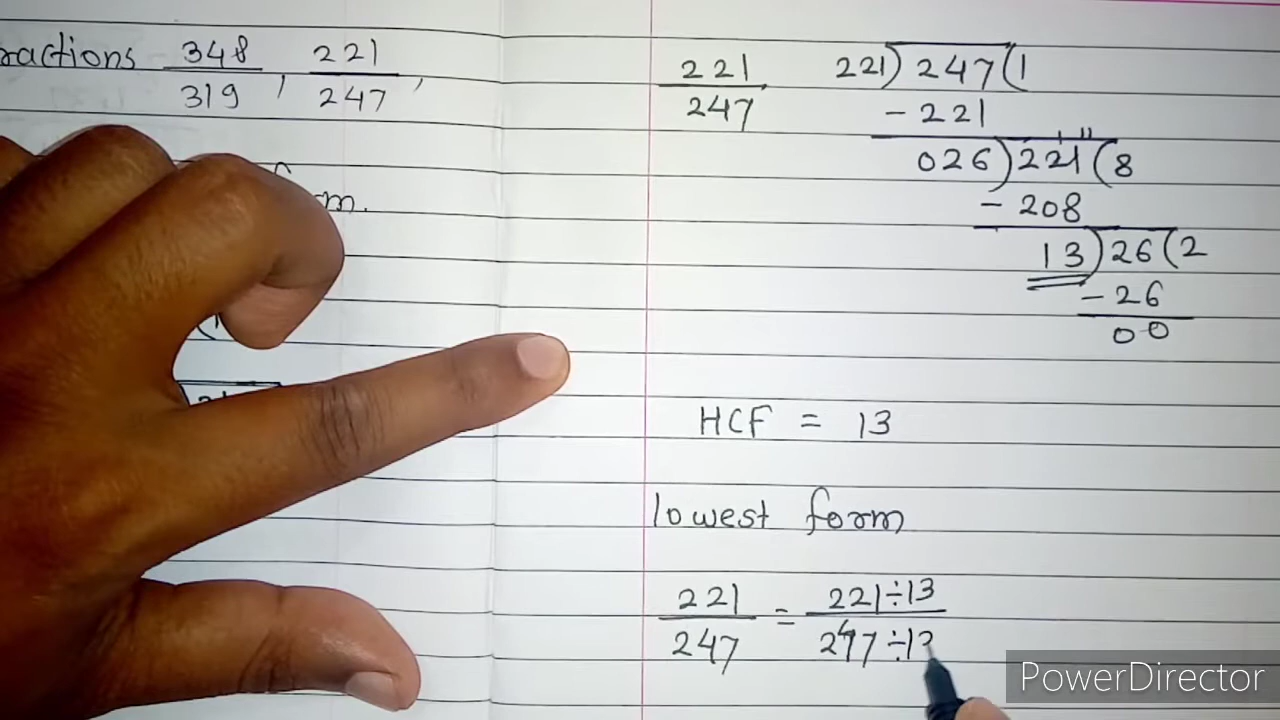 ractions 348/319, 221/247,
m.
221/247
221) 247 (1
- 221
026) 221 (8
- 208
13) 26 (2
- 26
00
HCF = 13
lowest form
221/247 = 221÷13/247÷13
PowerDirector